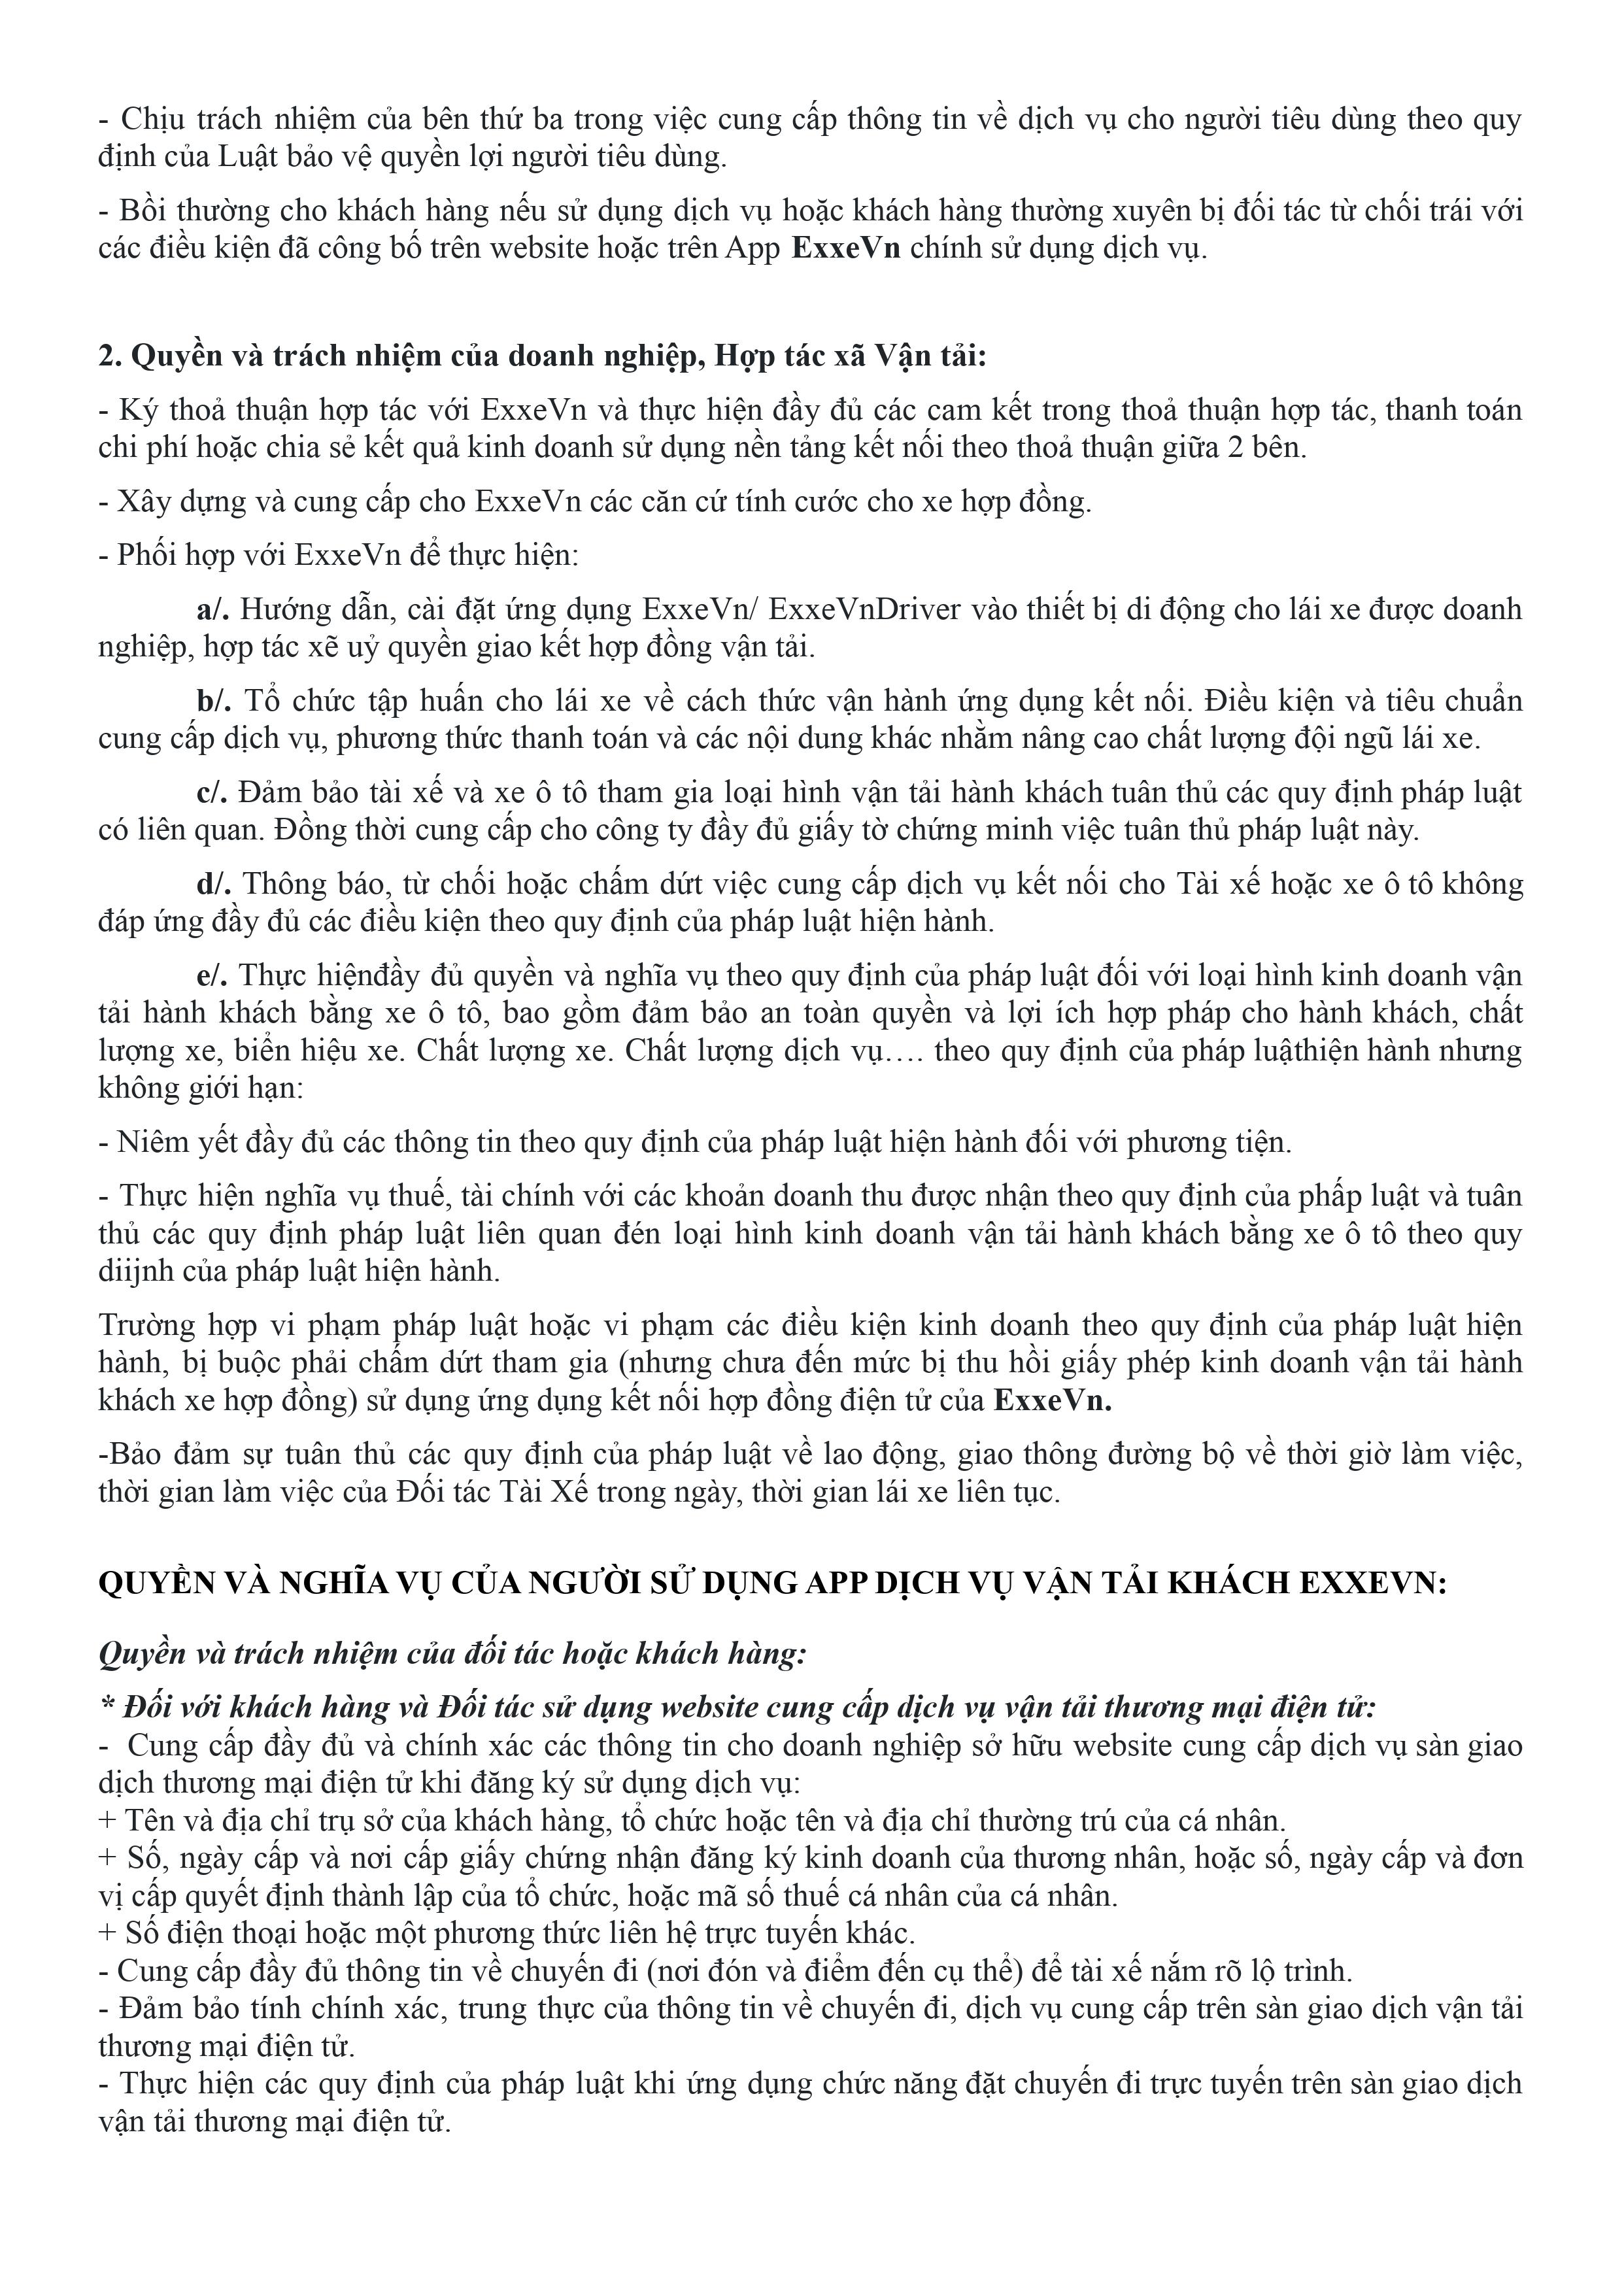 - Chịu trách nhiệm của bên thứ ba trong việc cung cấp thông tin về dịch vụ cho người tiêu dùng theo quy
định của Luật bảo vệ quyền lợi người tiêu dùng.
- Bồi thường cho khách hàng nếu sử dụng dịch vụ hoặc khách hàng thường xuyên bị đối tác từ chối trái với
các điều kiện đã công bố trên website hoặc trên App ExxeVn chính sử dụng dịch vụ.
2. Quyền và trách nhiệm của doanh nghiệp, Hợp tác xã Vận tải:
- Ký thoả thuận hợp tác với ExxeVn và thực hiện đầy đủ các cam kết trong thoả thuận hợp tác, thanh toán
chi phí hoặc chia sẻ kết quả kinh doanh sử dụng nền tảng kết nối theo thoả thuận giữa 2 bên.
- Xây dựng và cung cấp cho ExxeVn các căn cứ tính cước cho xe hợp đồng.
- Phối hợp với ExxeVn để thực hiện:
a/. Hướng dẫn, cài đặt ứng dụng ExxeVn/ ExxeVnDriver vào thiết bị di động cho lái xe được doanh
nghiệp, hợp tác xẽ uỷ quyền giao kết hợp đồng vận tải.
b/. Tổ chức tập huấn cho lái xe về cách thức vận hành ứng dụng kết nối. Điều kiện và tiêu chuẩn
cung cấp dịch vụ, phương thức thanh toán và các nội dung khác nhằm nâng cao chất lượng đội ngũ lái xe.
c/. Đảm bảo tài xế và xe ô tô tham gia loại hình vận tải hành khách tuân thủ các quy định pháp luật
có liên quan. Đồng thời cung cấp cho công ty đầy đủ giấy tờ chứng minh việc tuân thủ pháp luật này.
d/. Thông báo, từ chối hoặc chấm dứt việc cung cấp dịch vụ kết nối cho Tài xế hoặc xe ô tô không
đáp ứng đầy đủ các điều kiện theo quy định của pháp luật hiện hành.
e/. Thực hiệnđầy đủ quyền và nghĩa vụ theo quy định của pháp luật đối với loại hình kinh doanh vận
tải hành khách bằng xe ô tô, bao gồm đảm bảo an toàn quyền và lợi ích hợp pháp cho hành khách, chất
lượng xe, biển hiệu xe. Chất lượng xe. Chất lượng dịch vụ…. theo quy định của pháp luậthiện hành nhưng
không giới hạn:
- Niêm yết đầy đủ các thông tin theo quy định của pháp luật hiện hành đối với phương tiện.
- Thực hiện nghĩa vụ thuế, tài chính với các khoản doanh thu được nhận theo quy định của phấp luật và tuân
thủ các quy định pháp luật liên quan đén loại hình kinh doanh vận tải hành khách bằng xe ô tô theo quy
diijnh của pháp luật hiện hành.
Trường hợp vi phạm pháp luật hoặc vi phạm các điều kiện kinh doanh theo quy định của pháp luật hiện
hành, bị buộc phải chấm dứt tham gia (nhưng chưa đến mức bị thu hồi giấy phép kinh doanh vận tải hành
khách xe hợp đồng) sử dụng ứng dụng kết nối hợp đồng điện tử của ExxeVn.
-Bảo đảm sự tuân thủ các quy định của pháp luật về lao động, giao thông đường bộ về thời giờ làm việc,
thời gian làm việc của Đối tác Tài Xế trong ngày, thời gian lái xe liên tục.
QUYỀN VÀ NGHĨA VỤ CỦA NGƯỜI SỬ DỤNG APP DỊCH VỤ VẬN TẢI KHÁCH EXXEVN:
Quyền và trách nhiệm của đối tác hoặc khách hàng:
* Đối với khách hàng và Đối tác sử dụng website cung cấp dịch vụ vận tải thương mại điện tử:
- Cung cấp đầy đủ và chính xác các thông tin cho doanh nghiệp sở hữu website cung cấp dịch vụ sàn giao
dịch thương mại điện tử khi đăng ký sử dụng dịch vụ:
+ Tên và địa chỉ trụ sở của khách hàng, tổ chức hoặc tên và địa chỉ thường trú của cá nhân.
+ Số, ngày cấp và nơi cấp giấy chứng nhận đăng ký kinh doanh của thương nhân, hoặc số, ngày cấp và đơn
vị cấp quyết định thành lập của tổ chức, hoặc mã số thuế cá nhân của cá nhân.
+ Số điện thoại hoặc một phương thức liên hệ trực tuyến khác.
- Cung cấp đầy đủ thông tin về chuyến đi (nơi đón và điểm đến cụ thể) để tài xế nắm rõ lộ trình.
- Đảm bảo tính chính xác, trung thực của thông tin về chuyến đi, dịch vụ cung cấp trên sàn giao dịch vận tải
thương mại điện tử.
- Thực hiện các quy định của pháp luật khi ứng dụng chức năng đặt chuyến đi trực tuyến trên sàn giao dịch
vận tải thương mại điện tử.